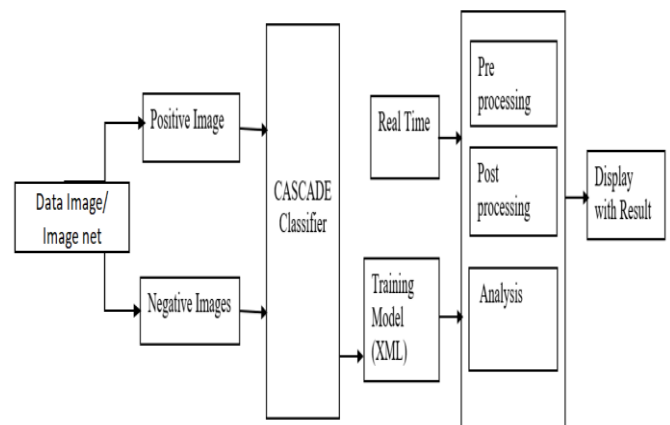 Data Image/
Image net
Positive Image
Negative Images
CASCADE
Classifier
Real Time
Training
Model
(XML)
Pre
processing
Post
processing
Analysis
Display
with Result